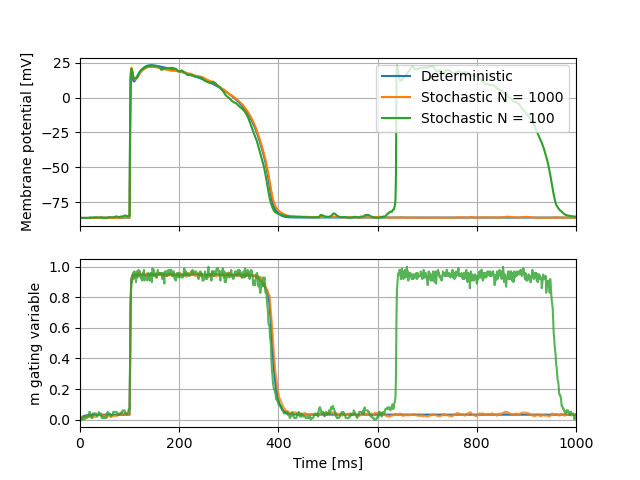 Membrane potential [mV]
25
0
−25
−50
−75
Deterministic
Stochastic N = 1000
Stochastic N = 100
m gating variable
1.0
0.8
0.6
0.4
0.2
0.0
0 200 400 600 800 1000
Time [ms]